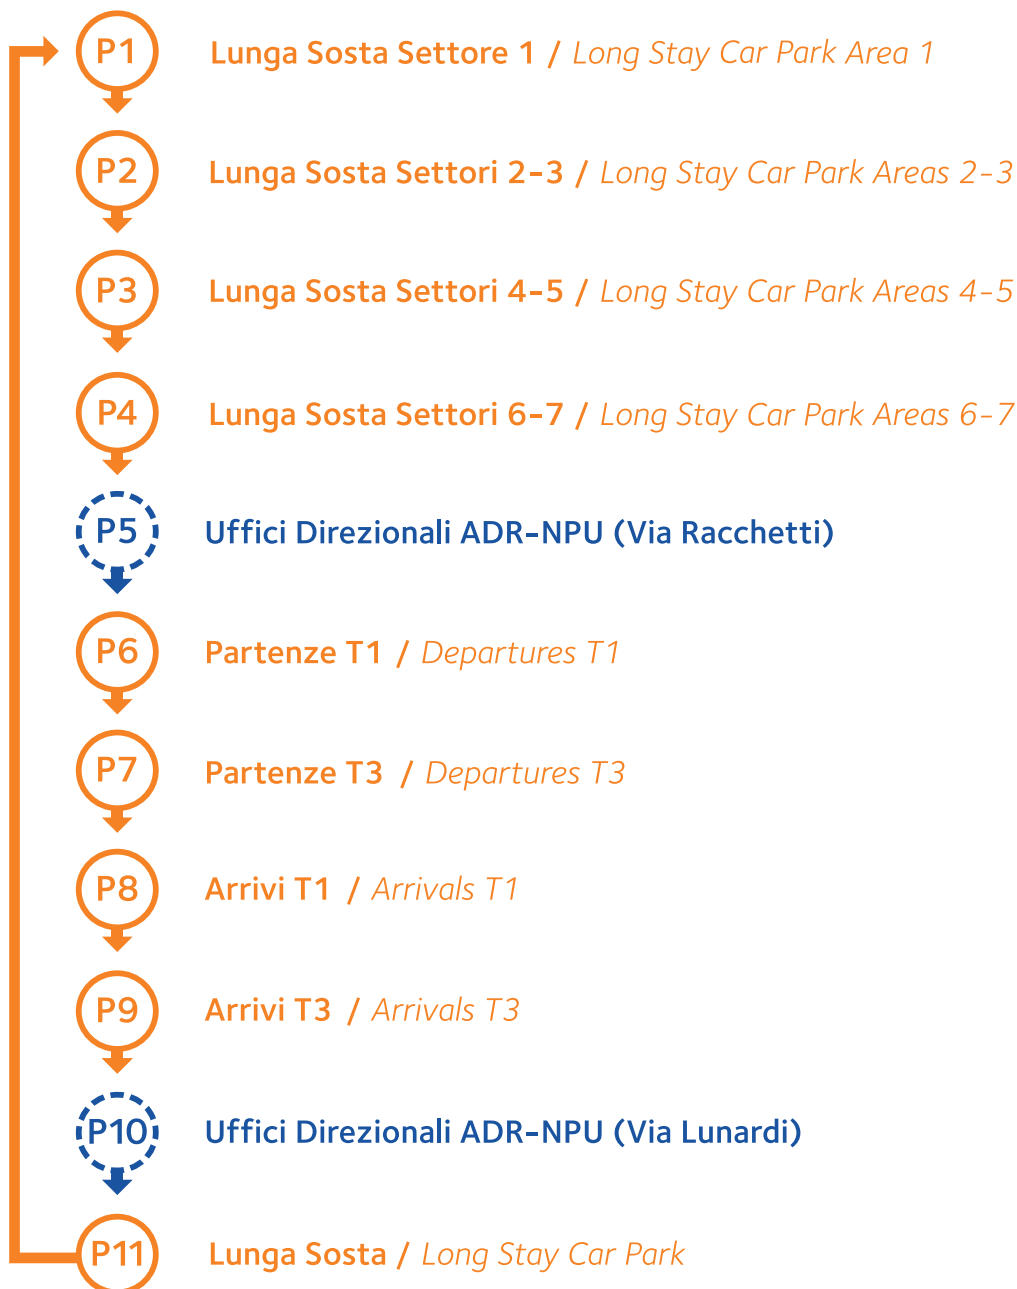 P1 Lunga Sosta Settore 1 / Long Stay Car Park Area 1
P2 Lunga Sosta Settori 2-3 / Long Stay Car Park Areas 2-3
P3 Lunga Sosta Settori 4-5 / Long Stay Car Park Areas 4-5
P4 Lunga Sosta Settori 6-7 / Long Stay Car Park Areas 6-7
P5 Uffici Direzionali ADR-NPU (Via Racchetti)
P6 Partenze T1 / Departures T1
P7 Partenze T3 / Departures T3
P8 Arrivi T1 / Arrivals T1
P9 Arrivi T3 / Arrivals T3
P10 Uffici Direzionali ADR-NPU (Via Lunardi)
P11 Lunga Sosta / Long Stay Car Park